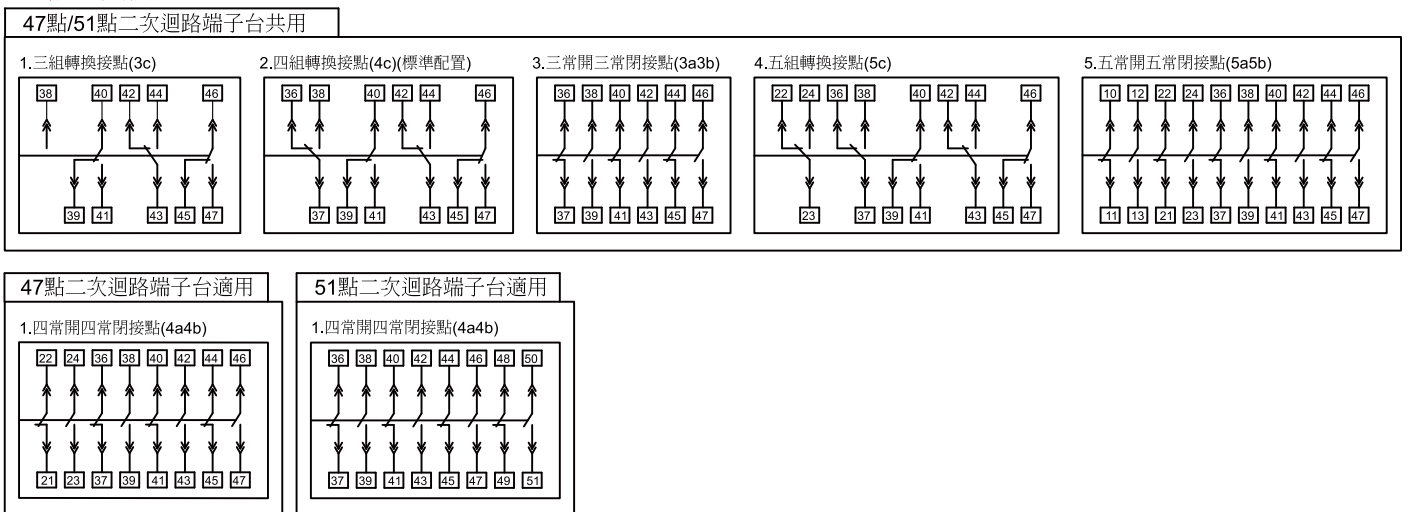 47點/51點二次迴路端子台共用
1.三組轉換接點(3c)
38 40 42 44 46
39 41 43 45 47
2.四組轉換接點(4c)(標準配置)
36 38 40 42 44 46
37 39 41 43 45 47
3.三常開三常閉接點(3a3b)
36 38 40 42 44 46
37 39 41 43 45 47
4.五組轉換接點(5c)
22 24 36 38 40 42 44 46
23 37 39 41 43 45 47
5.五常開五常閉接點(5a5b)
10 12 22 24 36 38 40 42 44 46
11 13 21 23 37 39 41 43 45 47
47點二次迴路端子台適用
1.四常開四常閉接點(4a4b)
22 24 36 38 40 42 44 46
21 23 37 39 41 43 45 47
51點二次迴路端子台適用
1.四常開四常閉接點(4a4b)
36 38 40 42 44 46 48 50
37 39 41 43 45 47 49 51